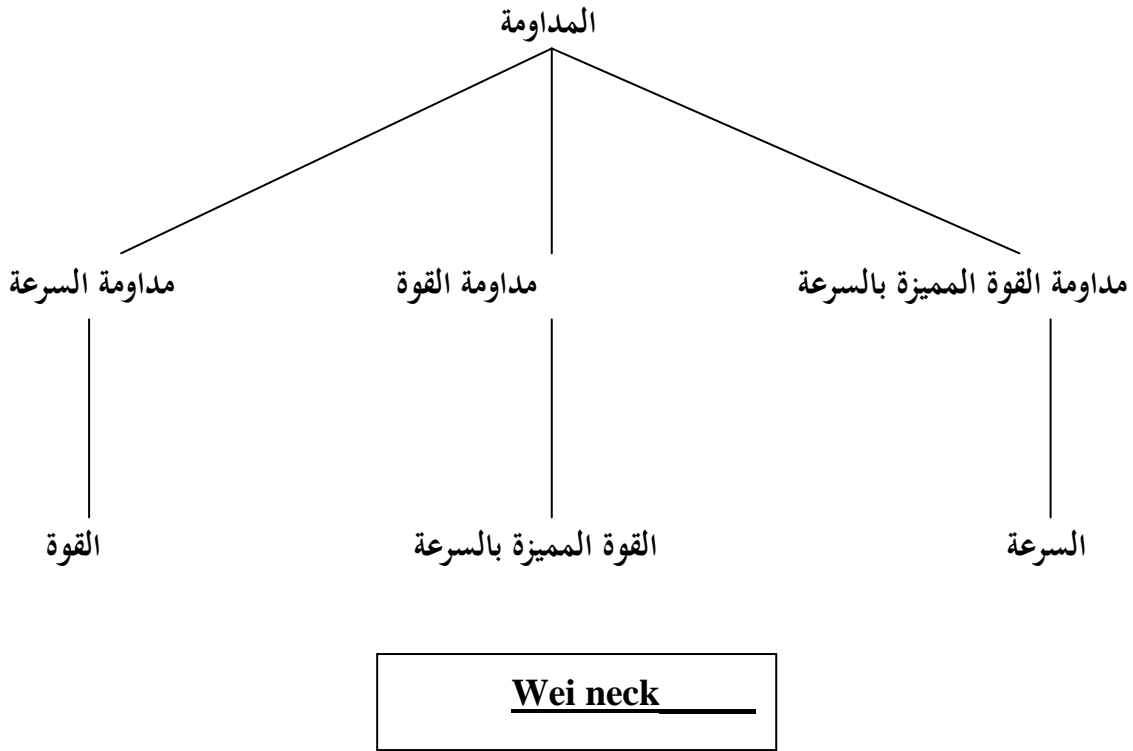 المداومة
مداومة القوة المميزة بالسرعة
مداومة القوة
مداومة السرعة
السرعة
القوة المميزة بالسرعة
القوة
Wei neck